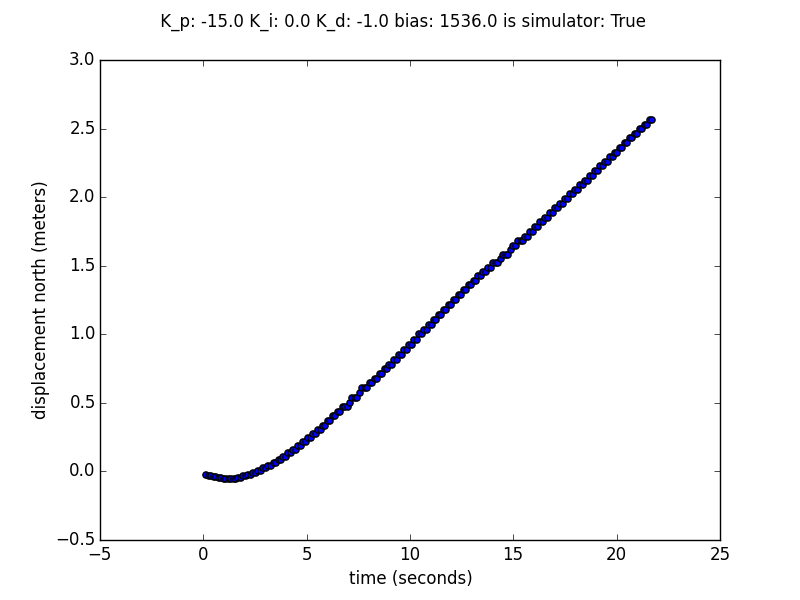 K_p: -15.0 K_i: 0.0 K_d: -1.0 bias: 1536.0 is simulator: True
3.0
2.5
2.0
1.5
1.0
0.5
0.0
−0.5
displacement north (meters)
−5 0 5 10 15 20 25
time (seconds)